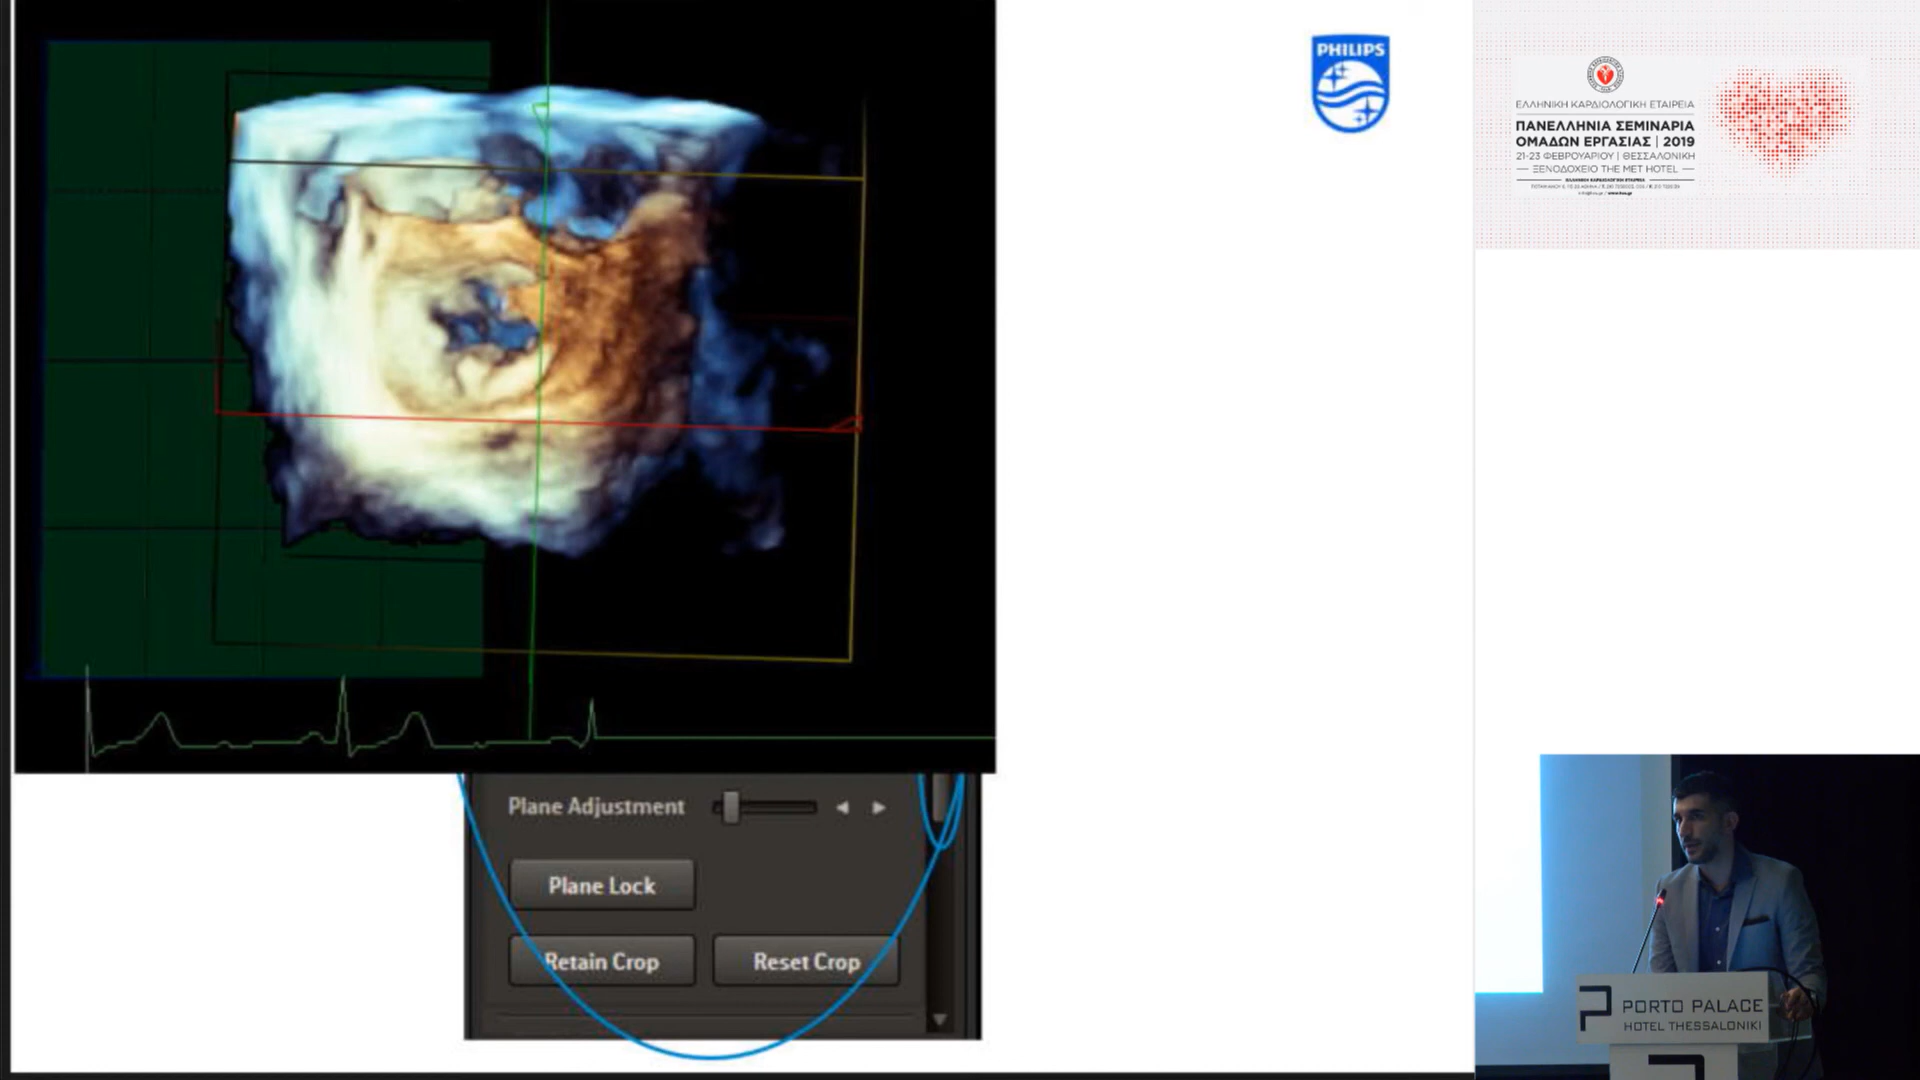 PHILIPS
ΕΛΛΗΝΙΚΗ ΚΑΡΔΙΟΛΟΓΙΚΗ ΕΤΑΙΡΕΙΑ
ΠΑΝΕΛΛΗΝΙΑ ΣΕΜΙΝΑΡΙΑ
ΟΜΑΔΩΝ ΕΡΓΑΣΙΑΣ | 2019
21-23 ΦΕΒΡΟΥΑΡΙΟΥ | ΘΕΣΣΑΛΟΝΙΚΗ
ΞΕΝΟΔΟΧΕΙΟ THE MET HOTEL
Plane Adjustment
Plane Lock
Retain Crop
Reset Crop
PORTO PALACE
HOTEL THESSALONIKI